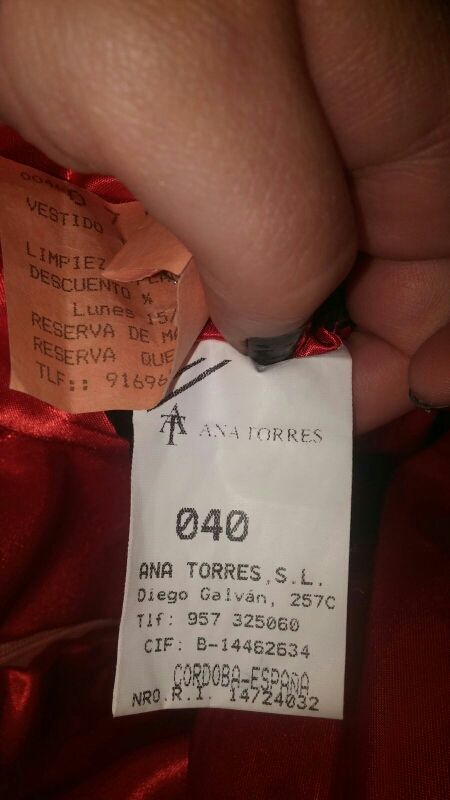 VESTIDO
LIMPIEZ
DESCUENTO %
Lunes 15/
RESERVA DE MA
RESERVA QUE
TLF:: 91696
AT ANA TORRES
040
ANA TORRES,S.L.
Diego Galván, 257C
Tlf: 957 325060
CIF: B-14462634
CORDOBA-ESPAÑA
NRO.R.I. 14724032